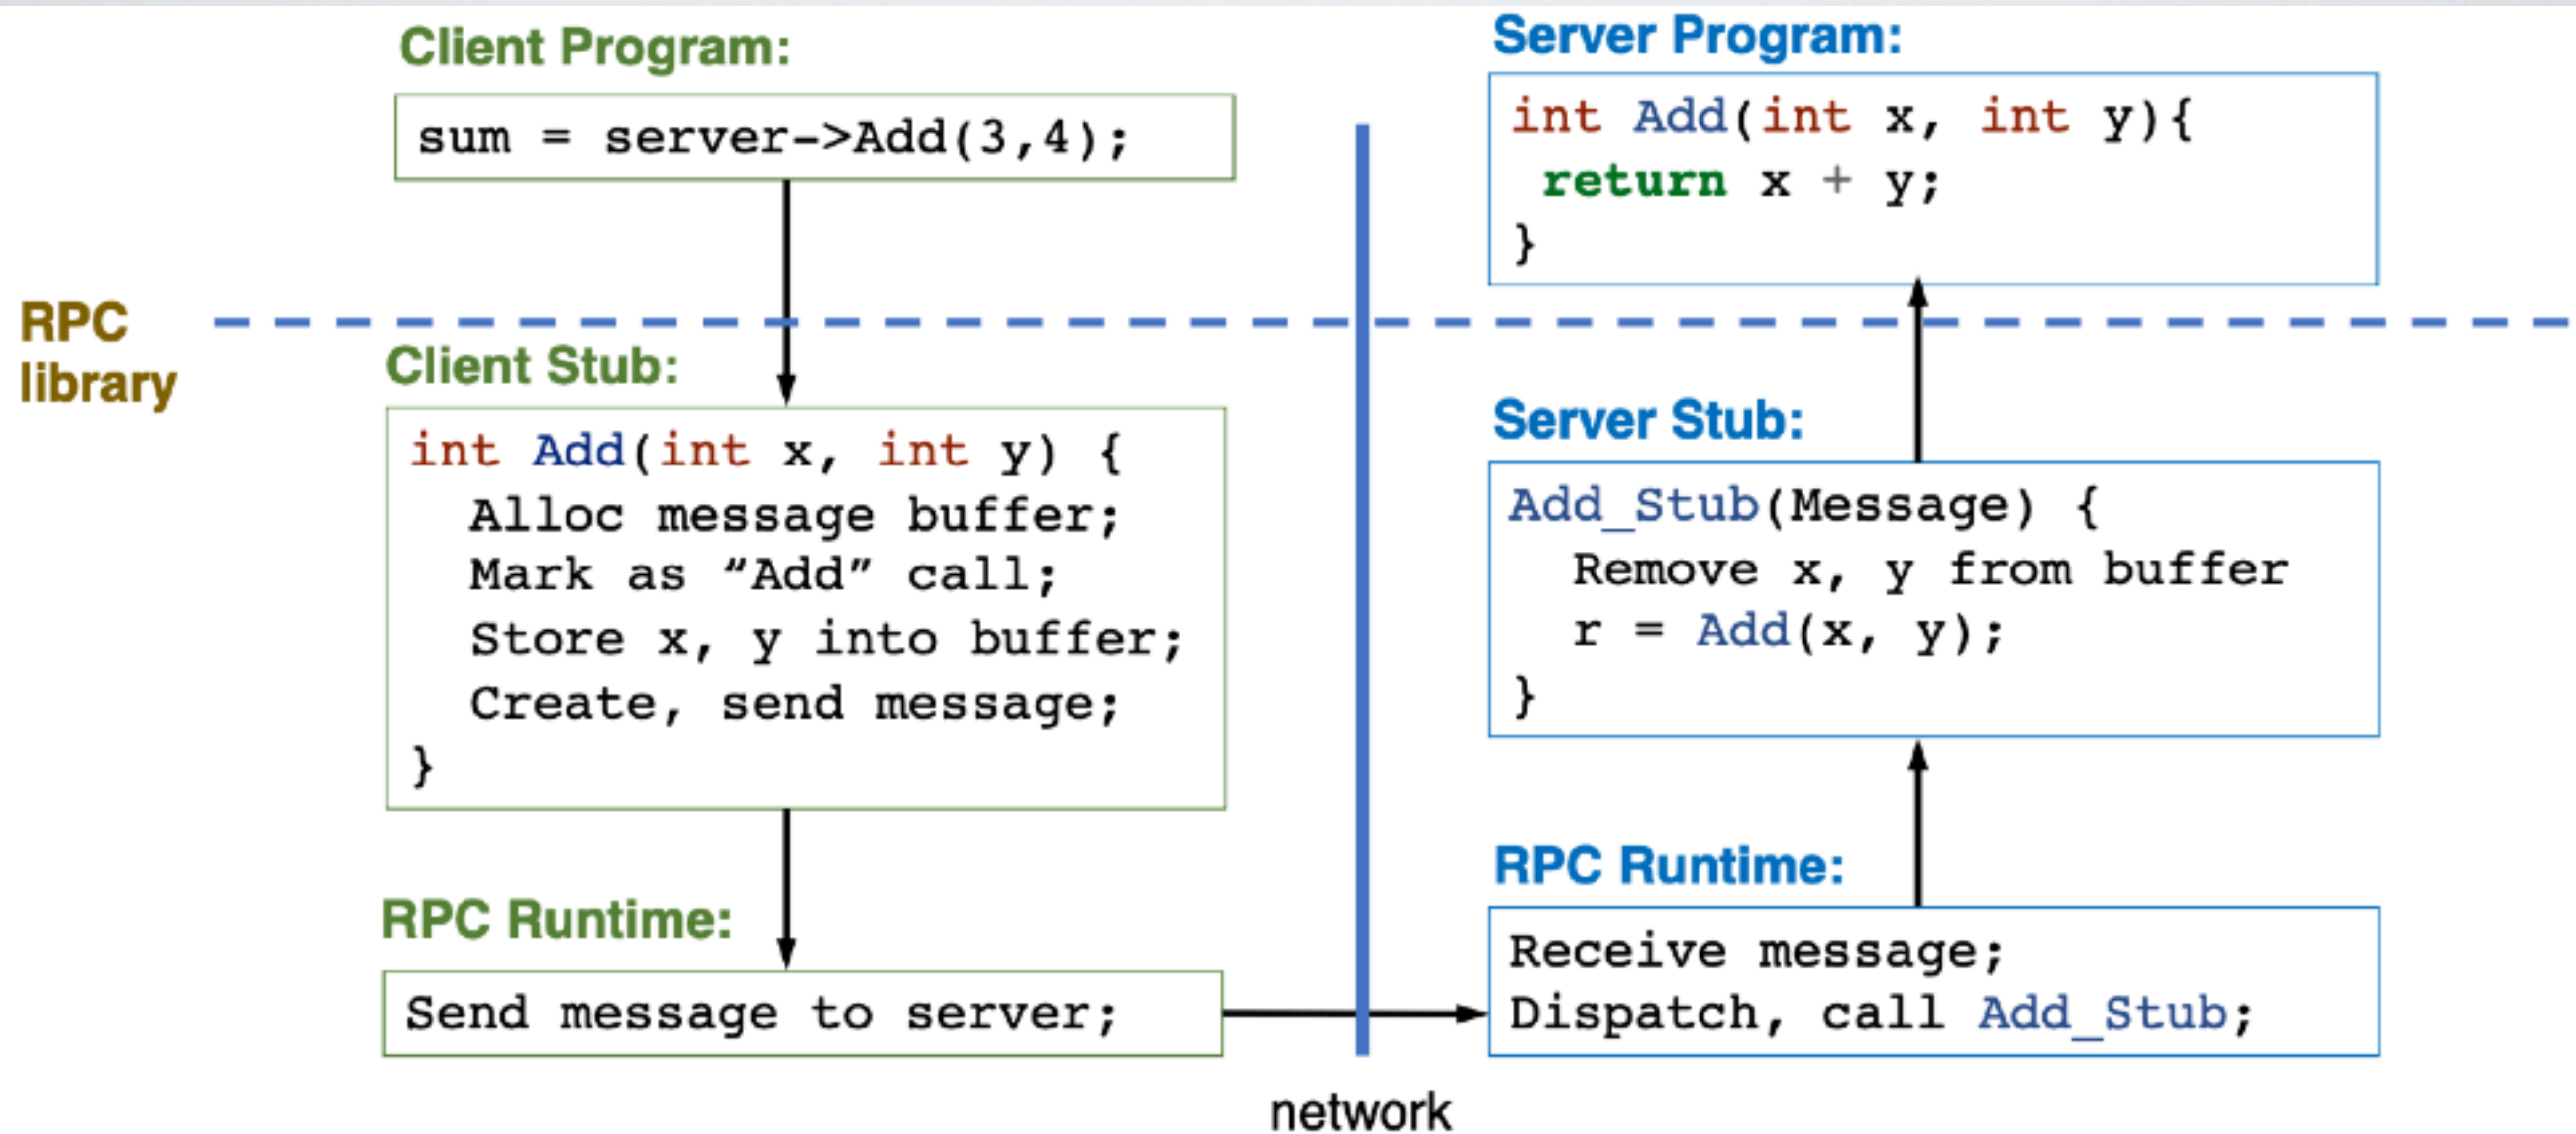 Client Program:
sum = server->Add(3,4);
RPC
library
Client Stub:
int Add(int x, int y) {
Alloc message buffer;
Mark as “Add” call;
Store x, y into buffer;
Create, send message;
}
RPC Runtime:
Send message to server;
network
Server Program:
int Add(int x, int y){
return x + y;
}
Server Stub:
Add_Stub(Message) {
Remove x, y from buffer
r = Add(x, y);
}
RPC Runtime:
Receive message;
Dispatch, call Add_Stub;